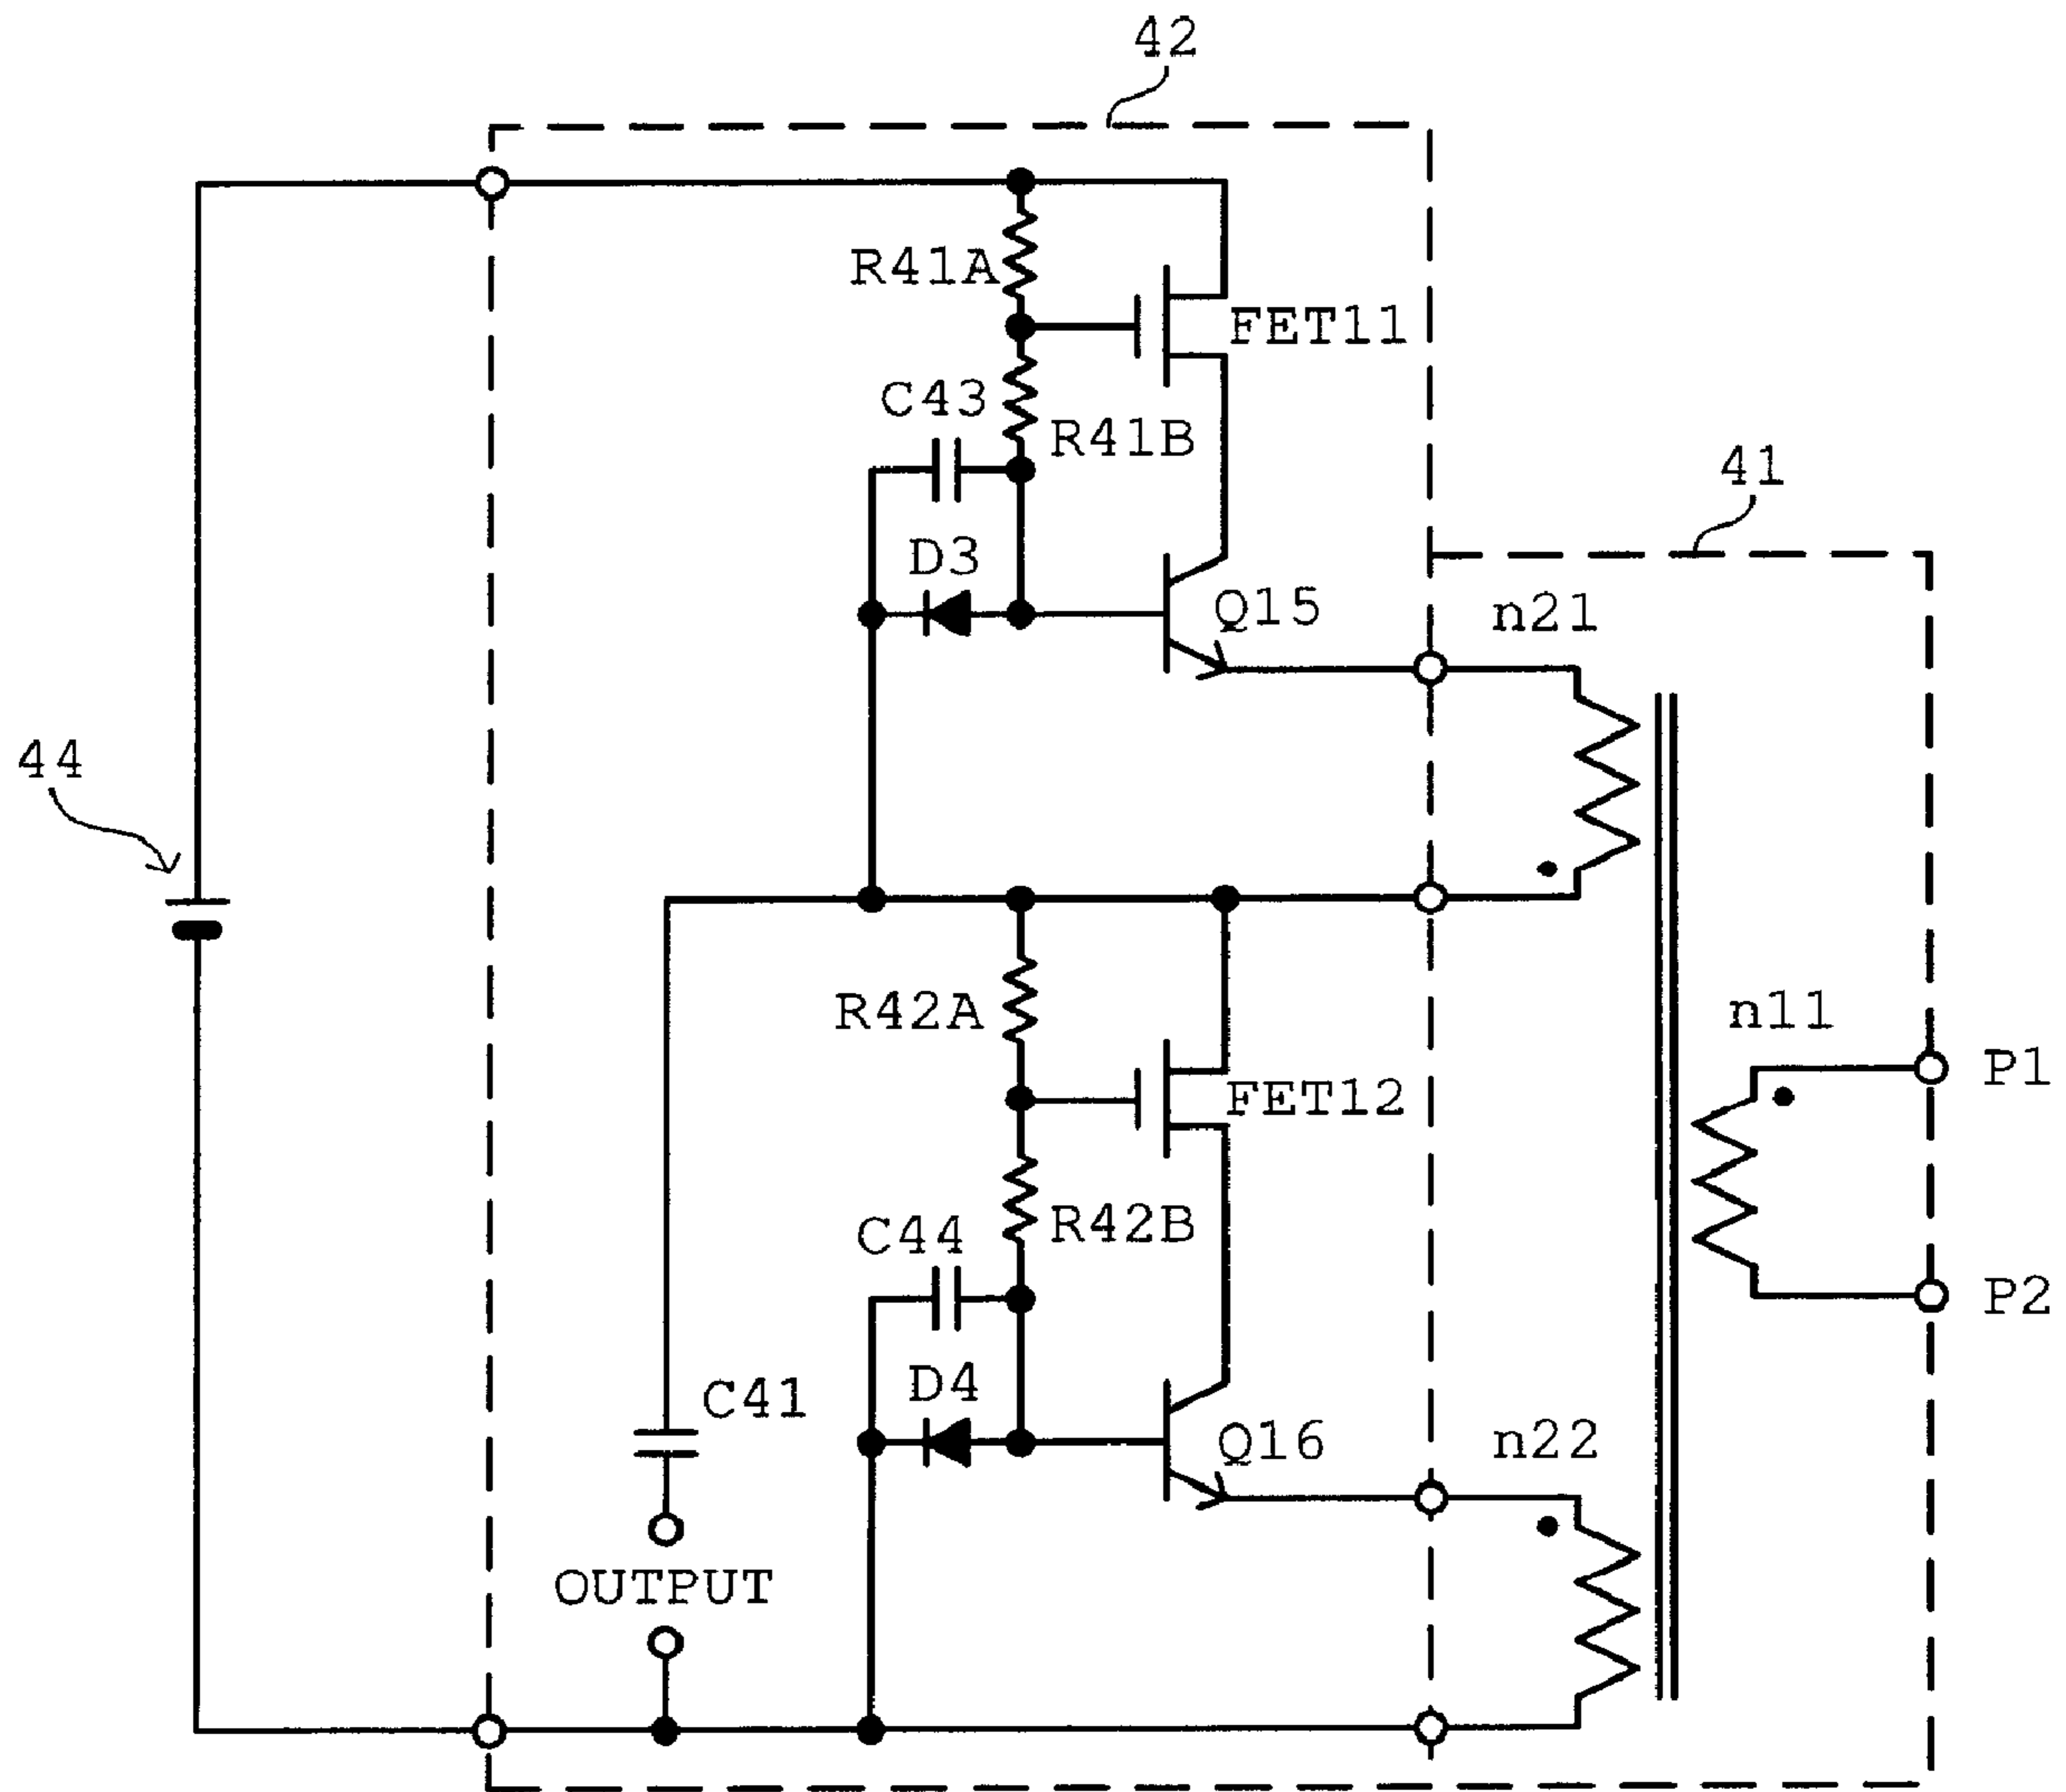 42
R41A
FET11
C43
R41B
41
D3
Q15
n21
44
R42A
n11
FET12
P1
C44
R42B
P2
D4
C41
Q16
n22
OUTPUT